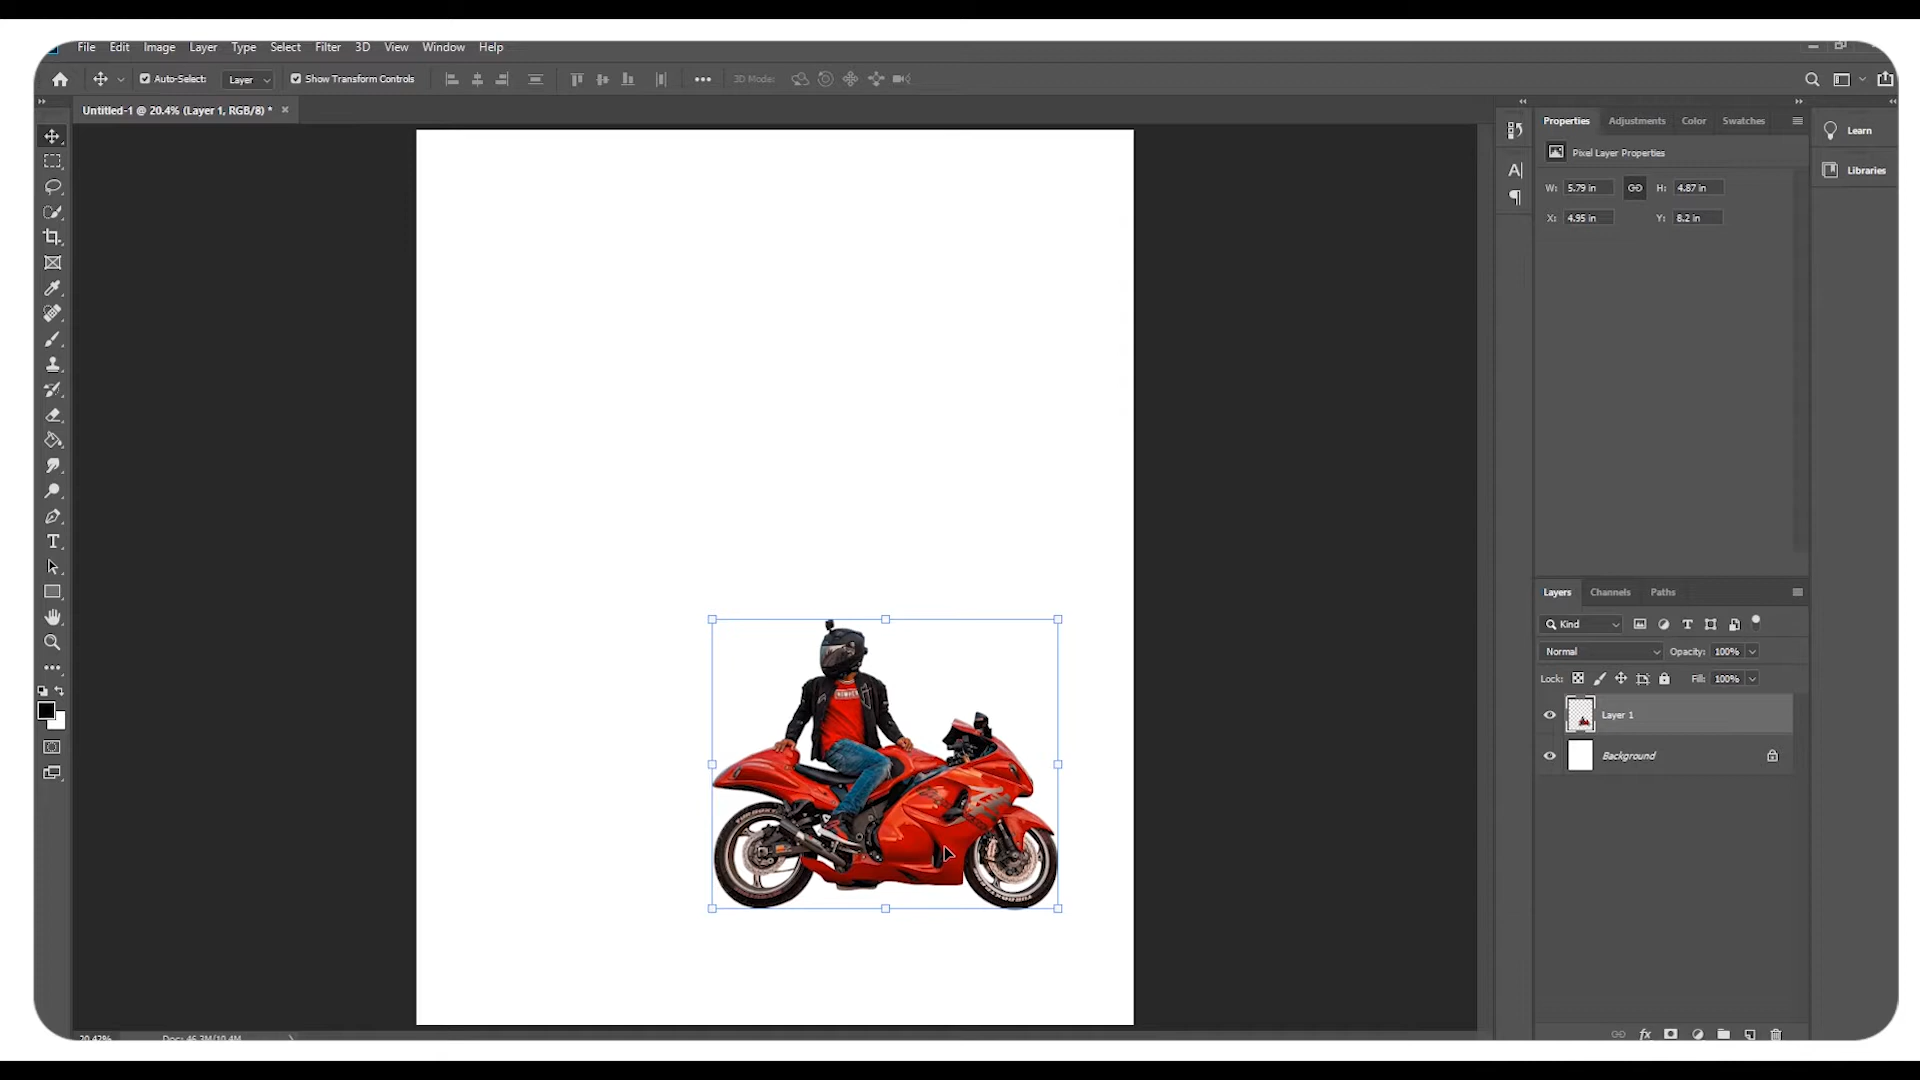 File Edit Image Layer Type Select Filter 3D View Window Help
Auto-Select: Layer Show Transform Controls 3D Mode:
Untitled-1 @ 20.4% (Layer 1, RGB/8) *
Properties Adjustments Color Swatches
Learn
Pixel Layer Properties
Libraries
W: 5.79 in H: 4.87 in
X: 4.95 in Y: 8.2 in
Layers Channels Paths
Kind
Normal Opacity: 100%
Lock: Fill: 100%
Layer 1
Background
20.42% Doc: 46.3M/10.4M